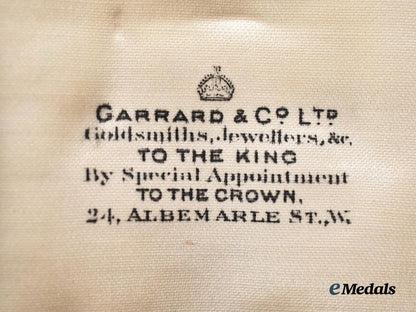 GARRARD & Cº LTD
Goldsmiths, Jewellers, &c.
TO THE KING
By Special Appointment
TO THE CROWN,
24, ALBEMARLE ST., W.
eMedals